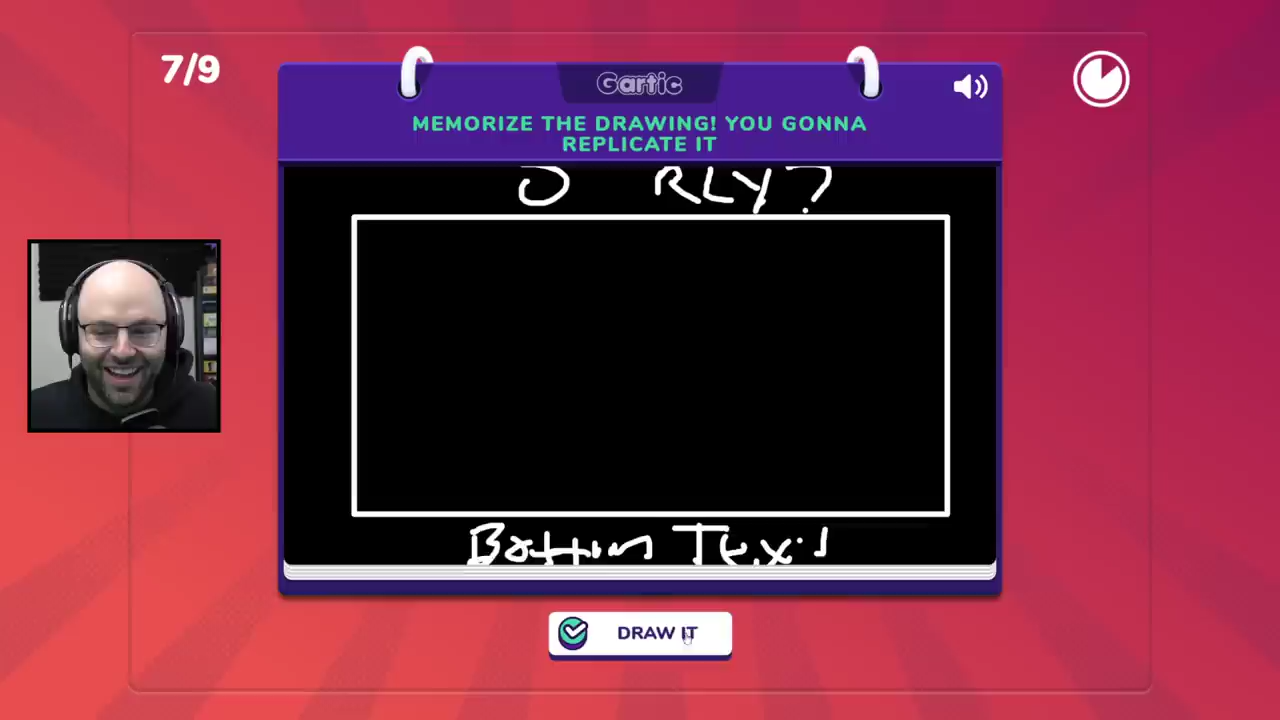 7/9
Gartic
MEMORIZE THE DRAWING! YOU GONNA
REPLICATE IT
O RLY?
Bottom Text
DRAW IT